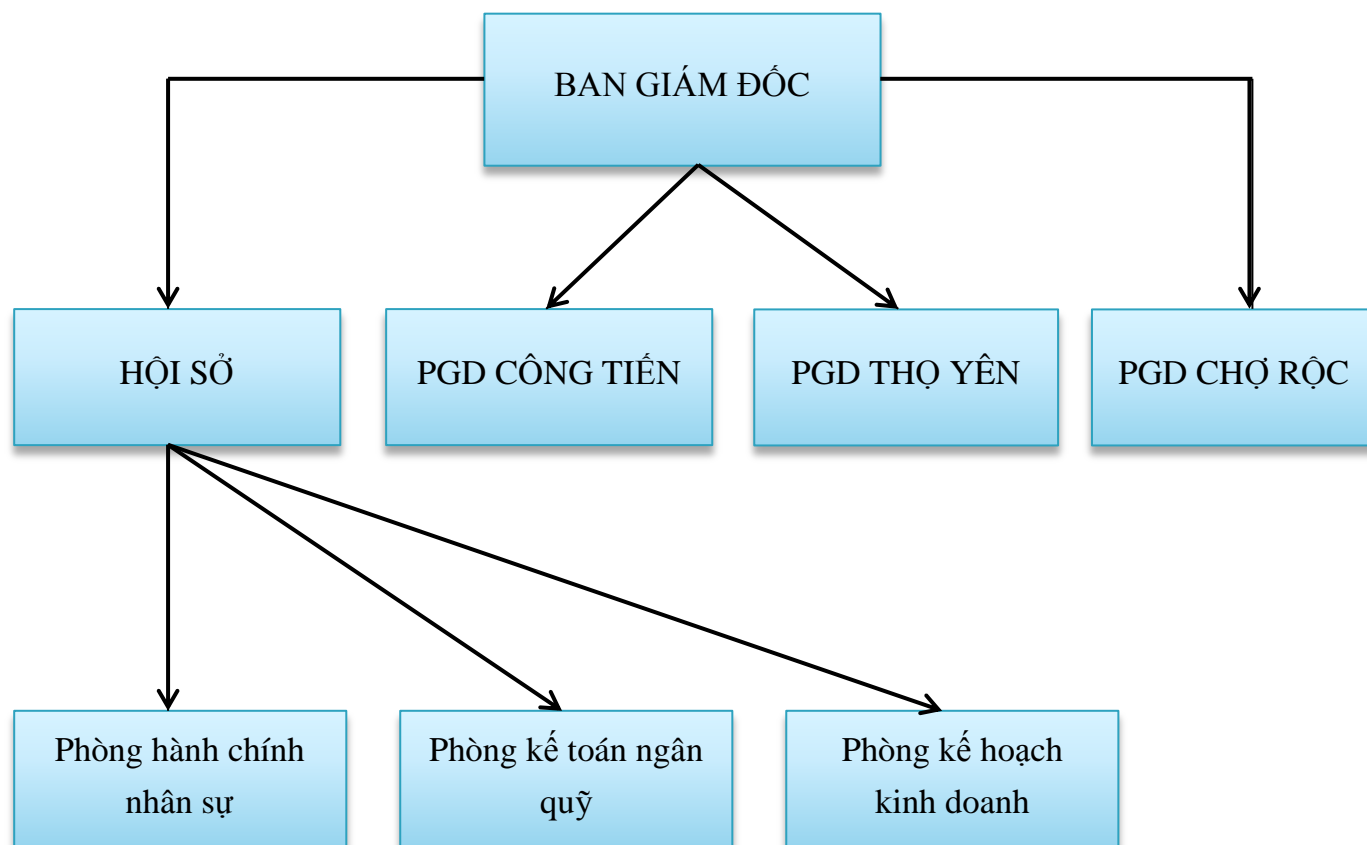 BAN GIÁM ĐỐC
HỘI SỞ
PGD CÔNG TIẾN
PGD THỌ YÊN
PGD CHỢ RỘC
Phòng hành chính
nhân sự
Phòng kế toán ngân
quỹ
Phòng kế hoạch
kinh doanh